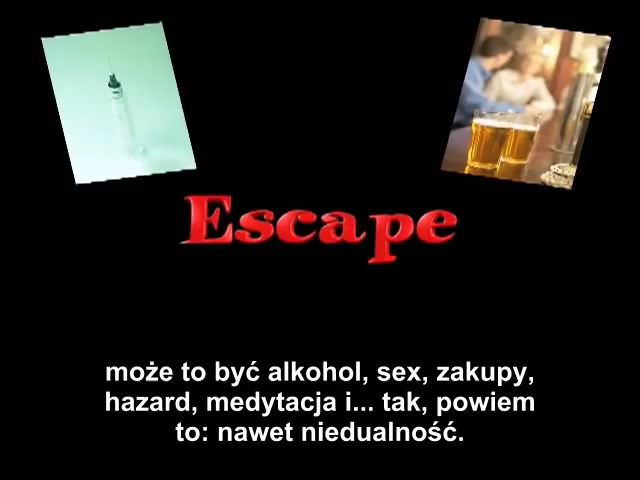 Escape
może to być alkohol, sex, zakupy,
hazard, medytacja i... tak, powiem
to: nawet niedualność.